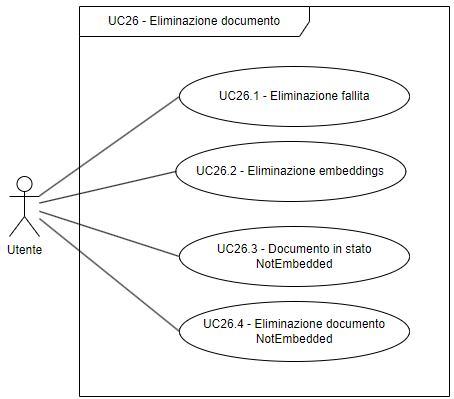 UC26 - Eliminazione documento
UC26.1 - Eliminazione fallita
UC26.2 - Eliminazione embeddings
Utente
UC26.3 - Documento in stato
NotEmbedded
UC26.4 - Eliminazione documento
NotEmbedded